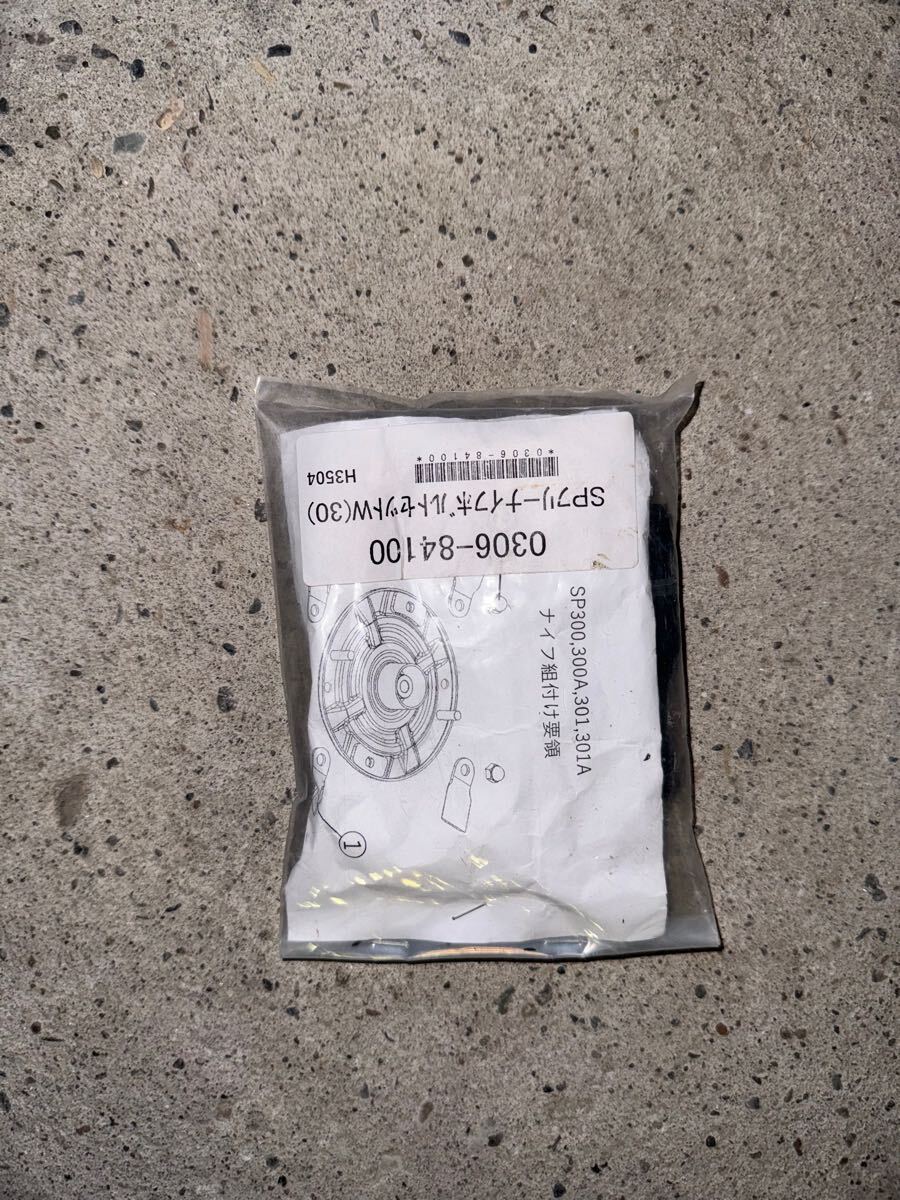 0306-84100
SPフリーナイフボルトセットW(30)
*0306-84100*
H3504
SP300,300A,301,301A
ナイフ組付け要領
1